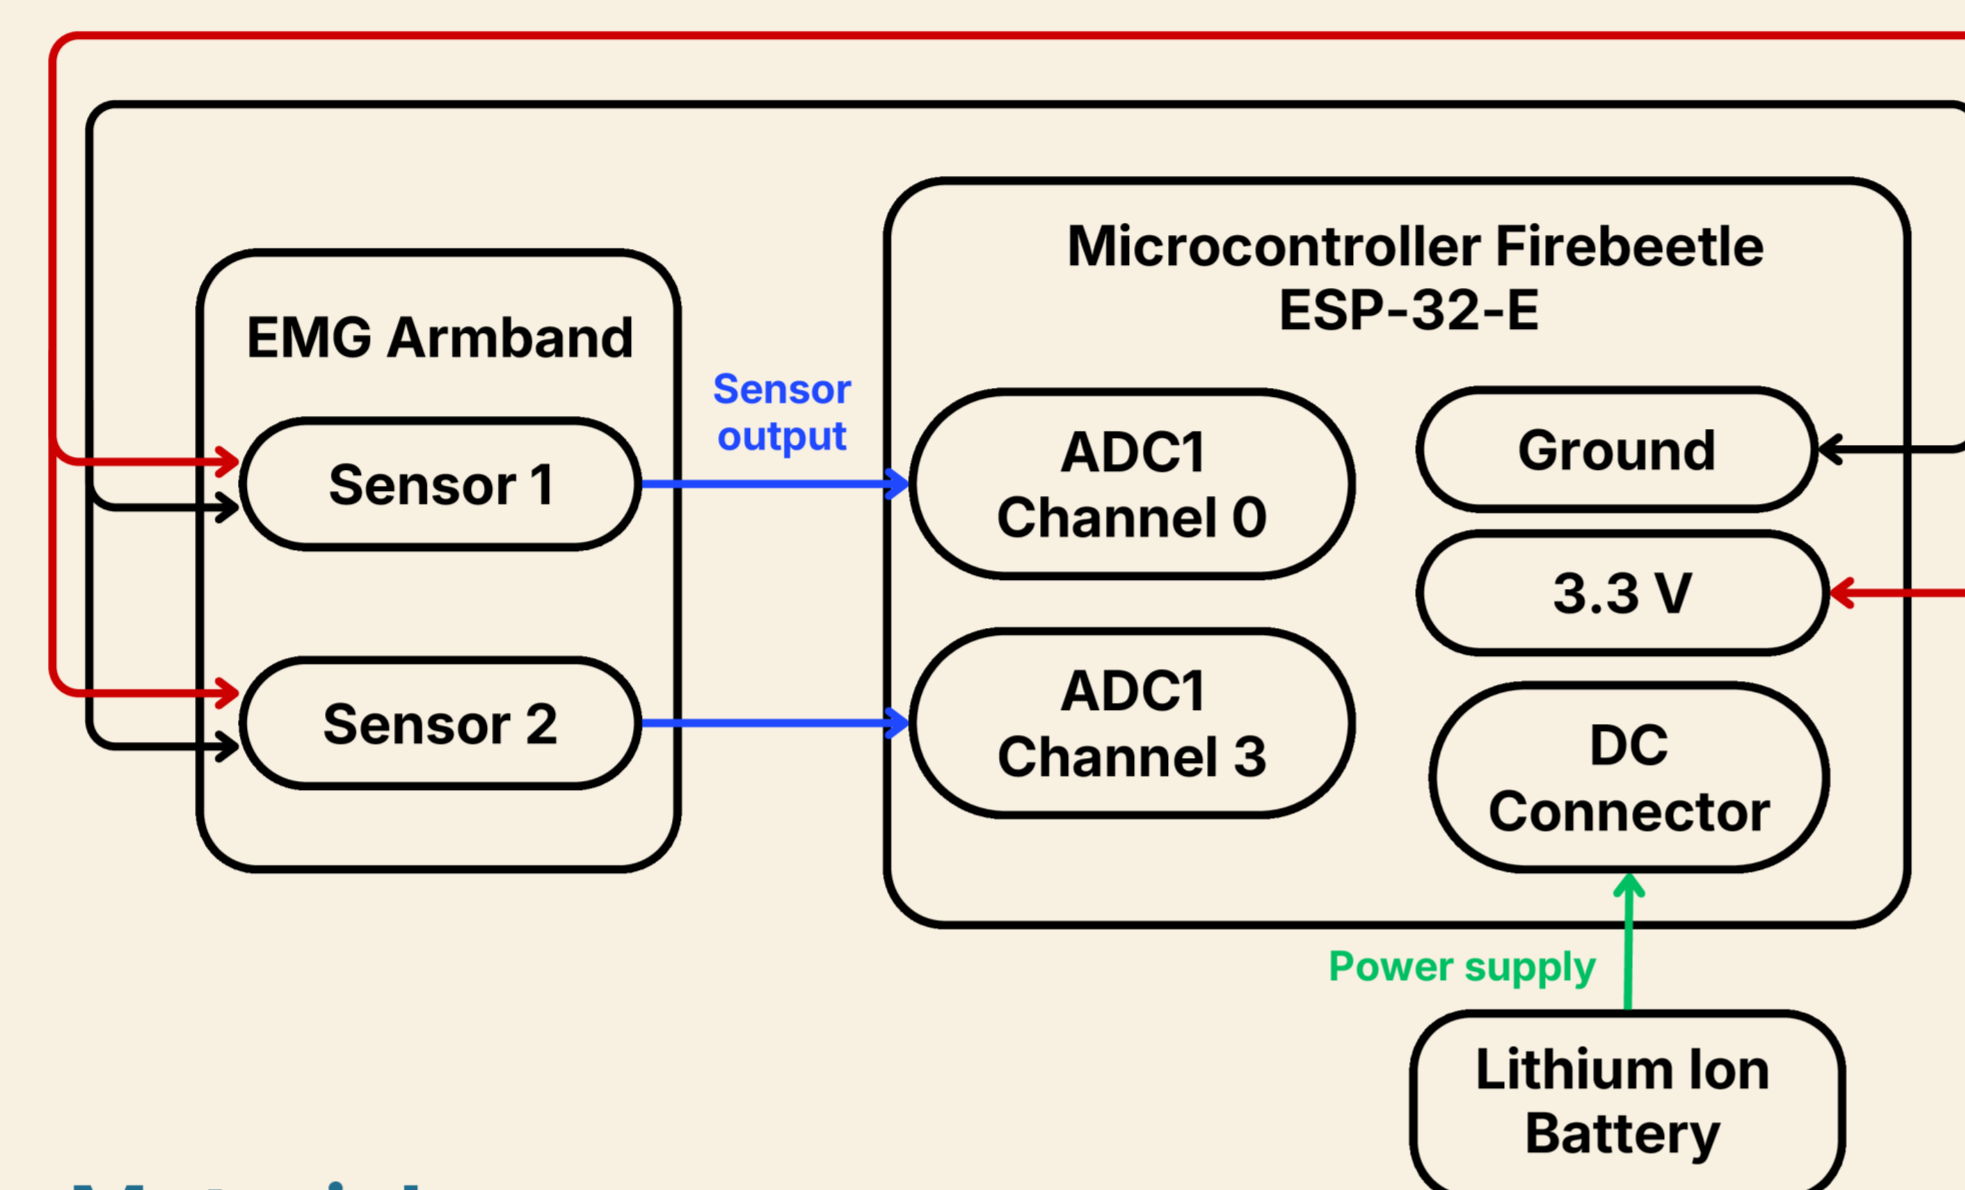 Microcontroller Firebeetle
ESP-32-E
EMG Armband
Sensor
output
Sensor 1
ADC1
Channel 0
Ground
3.3 V
Sensor 2
ADC1
Channel 3
DC
Connector
Power supply
Lithium Ion
Battery